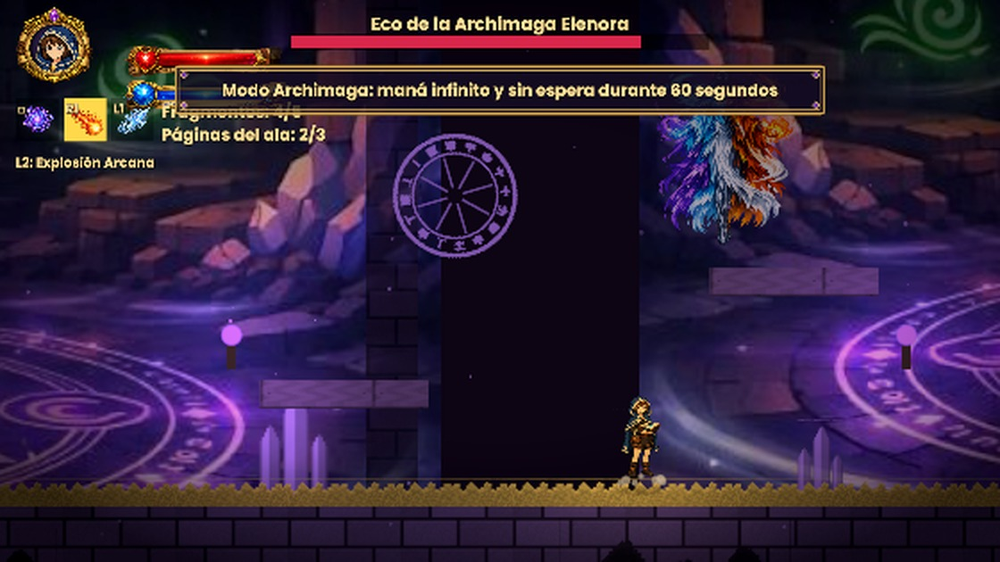 Eco de la Archimaga Elenora
Modo Archimaga: maná infinito y sin espera durante 60 segundos
R1 L1
Páginas del ala: 2/3
L2: Explosión Arcana